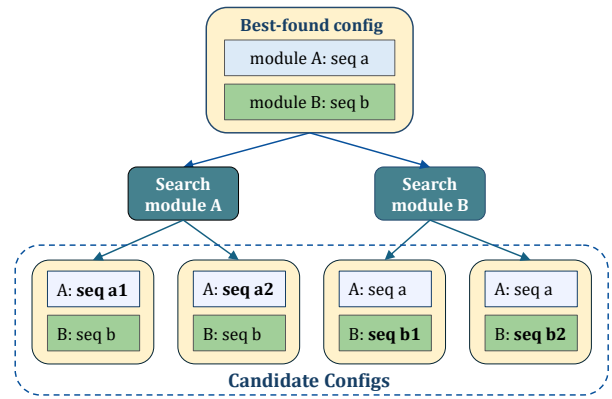 Best-found config
module A: seq a
module B: seq b
Search
module A
Search
module B
A: seq a1
B: seq b
A: seq a2
B: seq b
A: seq a
B: seq b1
A: seq a
B: seq b2
Candidate Configs